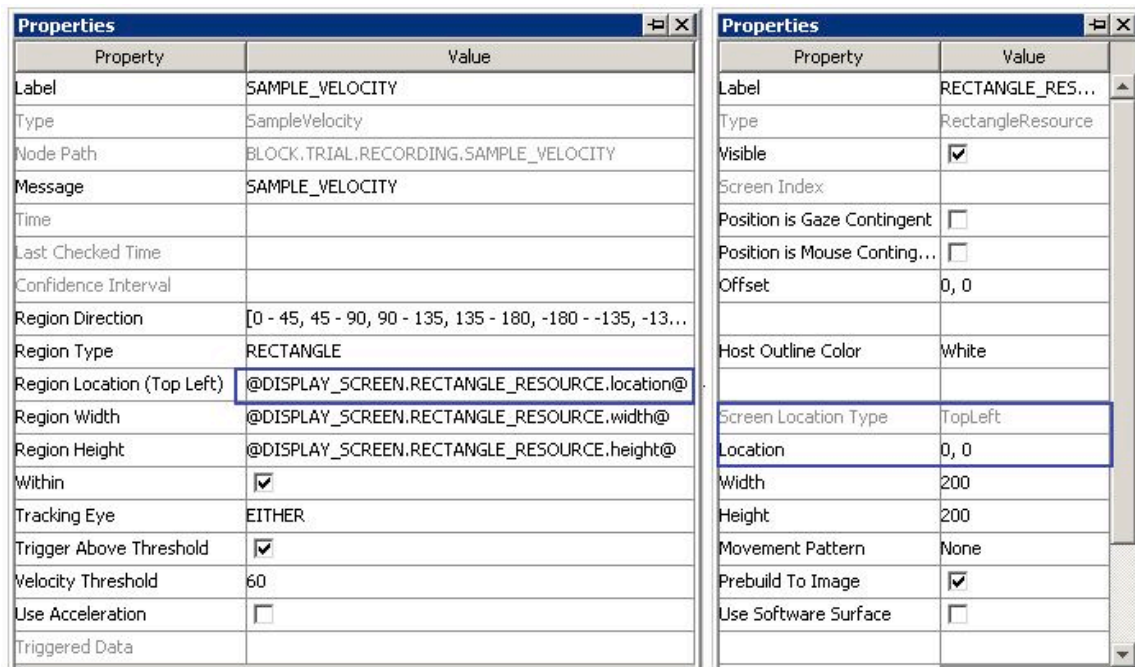 Properties
Property Value
Label SAMPLE_VELOCITY
Type SampleVelocity
Node Path BLOCK.TRIAL.RECORDING.SAMPLE_VELOCITY
Message SAMPLE_VELOCITY
Time
Last Checked Time
Confidence Interval
Region Direction [0 - 45, 45 - 90, 90 - 135, 135 - 180, -180 - -135, -13...
Region Type RECTANGLE
Region Location (Top Left) @DISPLAY_SCREEN.RECTANGLE_RESOURCE.location@
Region Width @DISPLAY_SCREEN.RECTANGLE_RESOURCE.width@
Region Height @DISPLAY_SCREEN.RECTANGLE_RESOURCE.height@
Within
Tracking Eye EITHER
Trigger Above Threshold
Velocity Threshold 60
Use Acceleration
Triggered Data
Properties
Property Value
Label RECTANGLE_RES...
Type RectangleResource
Visible
Screen Index
Position is Gaze Contingent
Position is Mouse Conting...
Offset 0, 0
Host Outline Color White
Screen Location Type TopLeft
Location 0, 0
Width 200
Height 200
Movement Pattern None
Prebuild To Image
Use Software Surface